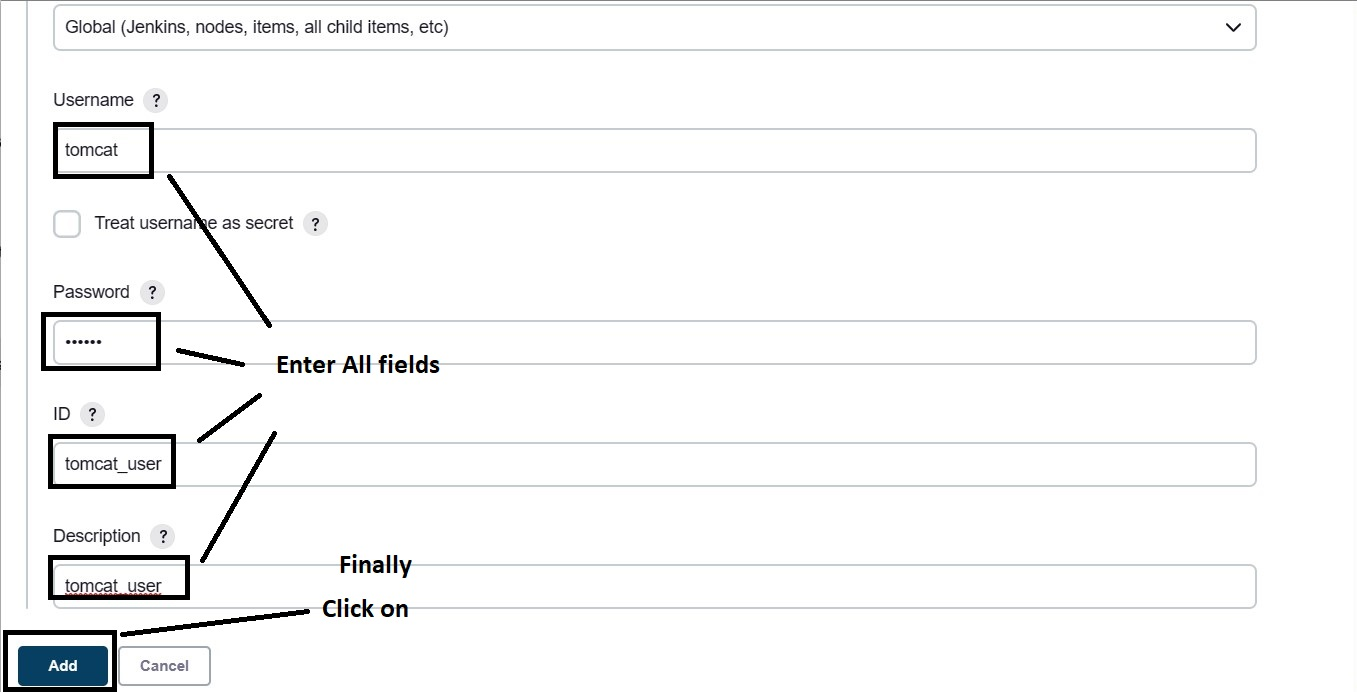 Global (Jenkins, nodes, items, all child items, etc)
Username ?
tomcat
Treat username as secret ?
Password ?
••••••
Enter All fields
ID ?
tomcat_user
Description ?
Finally
tomcat_user
Click on
Add Cancel